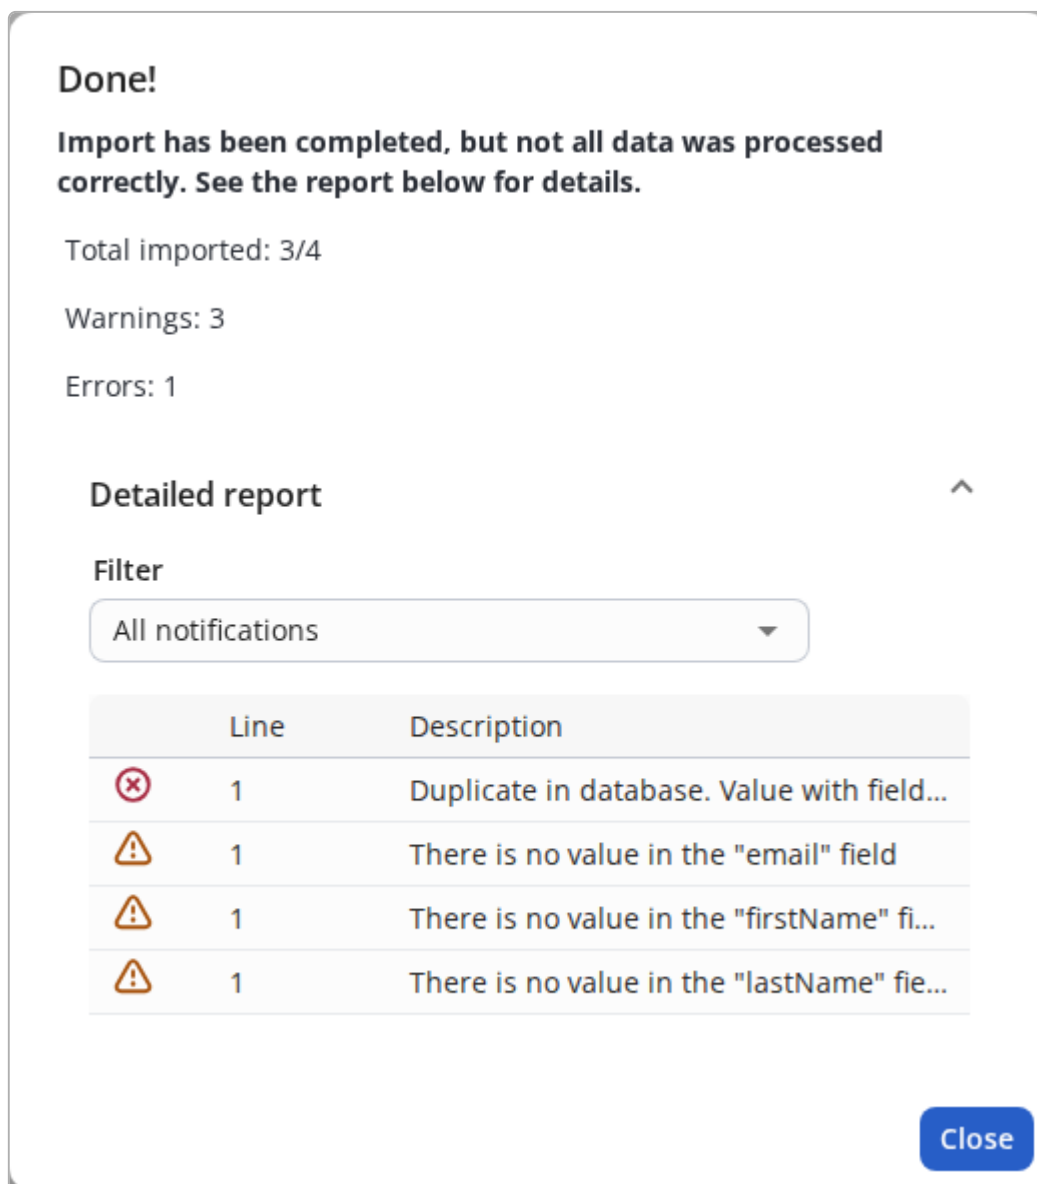 Done!
Import has been completed, but not all data was processed
correctly. See the report below for details.
Total imported: 3/4
Warnings: 3
Errors: 1
Detailed report
Filter
All notifications
Line Description
1 Duplicate in database. Value with field...
1 There is no value in the "email" field
1 There is no value in the "firstName" fi...
1 There is no value in the "lastName" fie...
Close